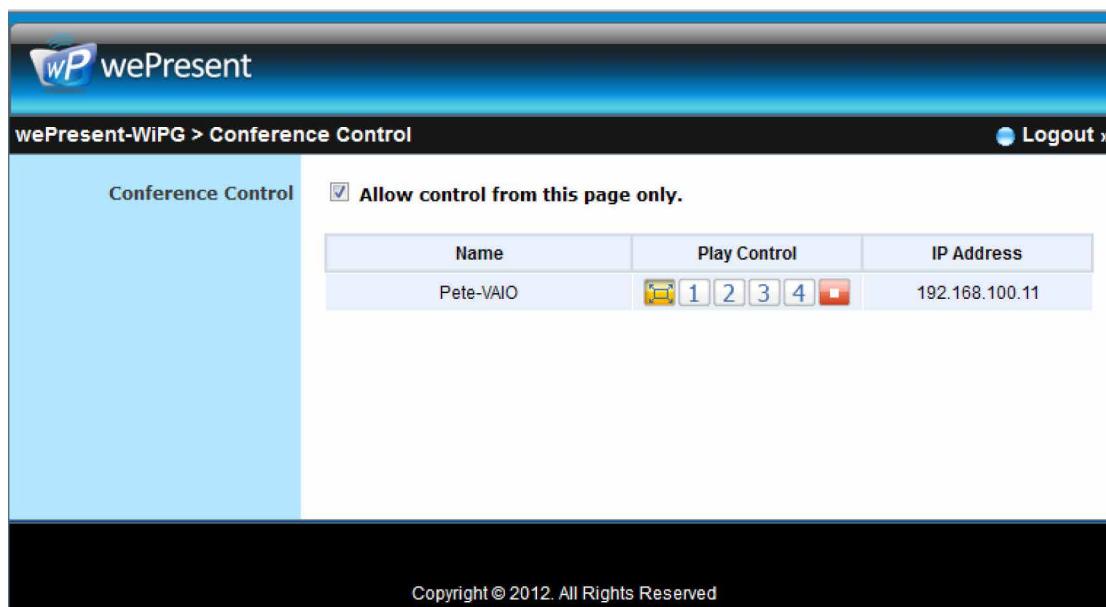 wP wePresent
wePresent-WiPG > Conference Control
Logout »
Conference Control
Allow control from this page only.
Name Play Control IP Address
Pete-VAIO 1 2 3 4 192.168.100.11
Copyright © 2012. All Rights Reserved